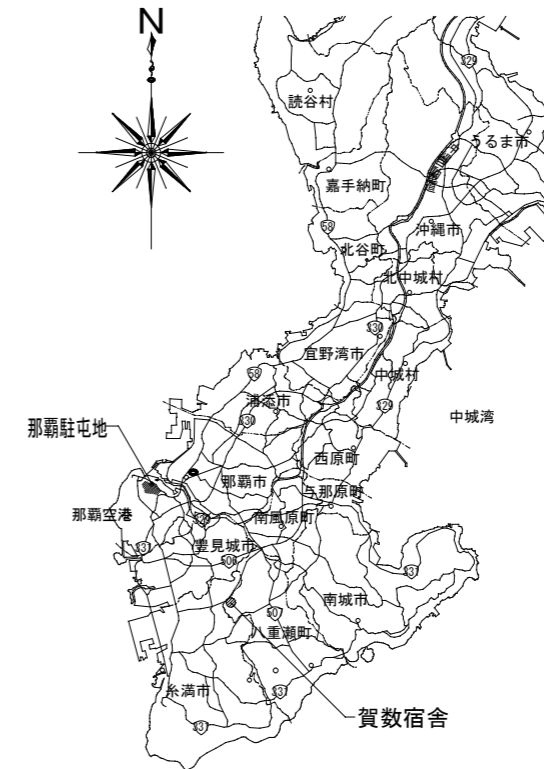 N
329
読谷村
うるま市
嘉手納町
58
沖縄市
北谷町
北中城村
330
宜野湾市
中城村
58
329
浦添市
中城湾
330
那覇駐屯地
西原町
那覇市
与那原町
那覇空港
南風原町
331
豊見城市
506
331
南城市
507
八重瀬町
糸満市
331
賀数宿舎
331